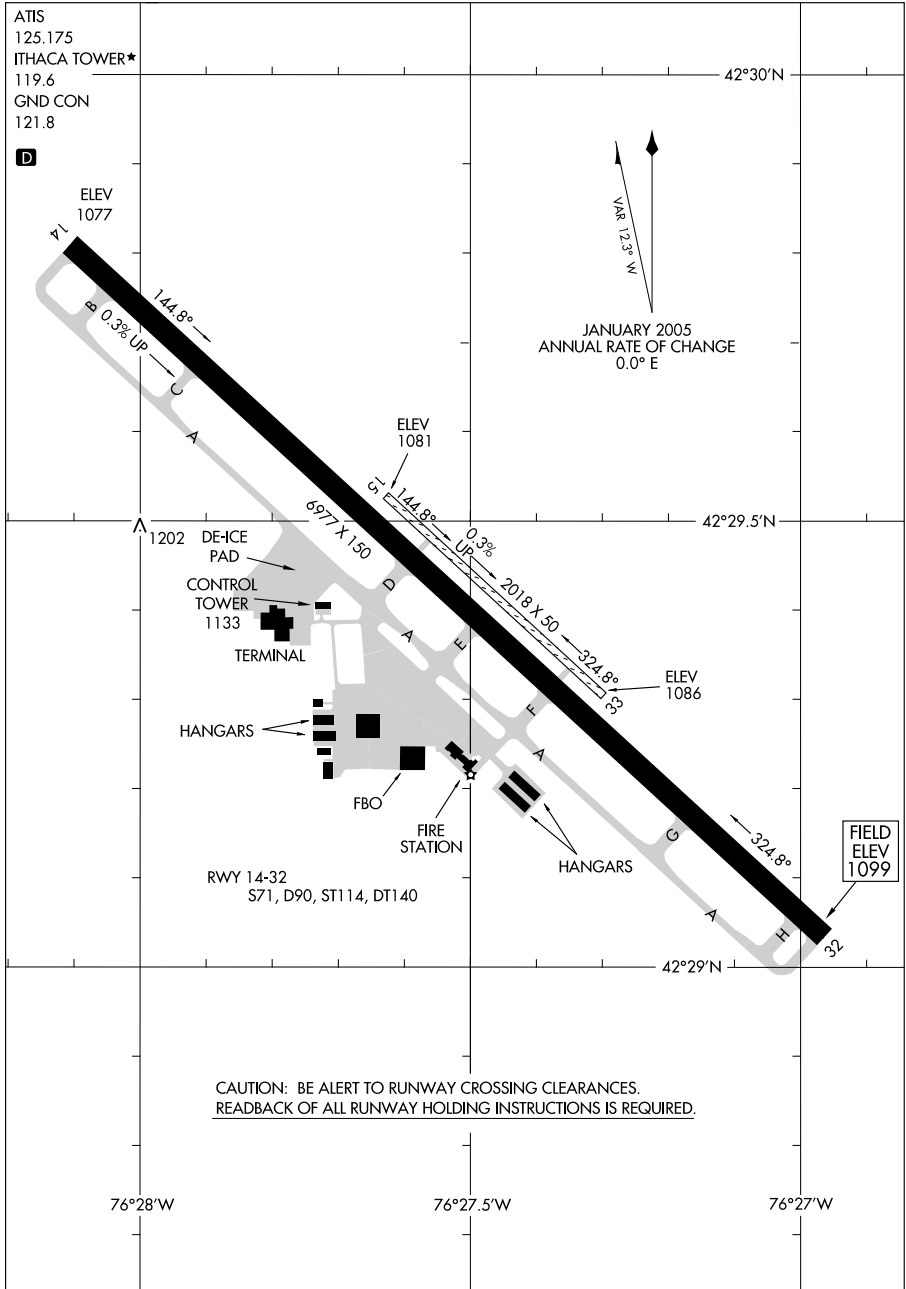 ATIS
125.175
ITHACA TOWER★
119.6
GND CON
121.8
D
42°30'N
ELEV
1077
14
VAR 12.3° W
JANUARY 2005
ANNUAL RATE OF CHANGE
0.0° E
144.8°
B
0.3% UP
C
A
ELEV
1081
15
144.8°
0.3%
UP
6977 X 150
42°29.5'N
1202
DE-ICE
PAD
2018 X 50
CONTROL
TOWER
1133
D
A
E
324.8°
TERMINAL
ELEV
1086
33
F
HANGARS
A
FBO
FIRE
STATION
G
324.8°
HANGARS
FIELD
ELEV
1099
RWY 14-32
S71, D90, ST114, DT140
A
H
32
42°29'N
CAUTION: BE ALERT TO RUNWAY CROSSING CLEARANCES.
READBACK OF ALL RUNWAY HOLDING INSTRUCTIONS IS REQUIRED.
76°28'W
76°27.5'W
76°27'W